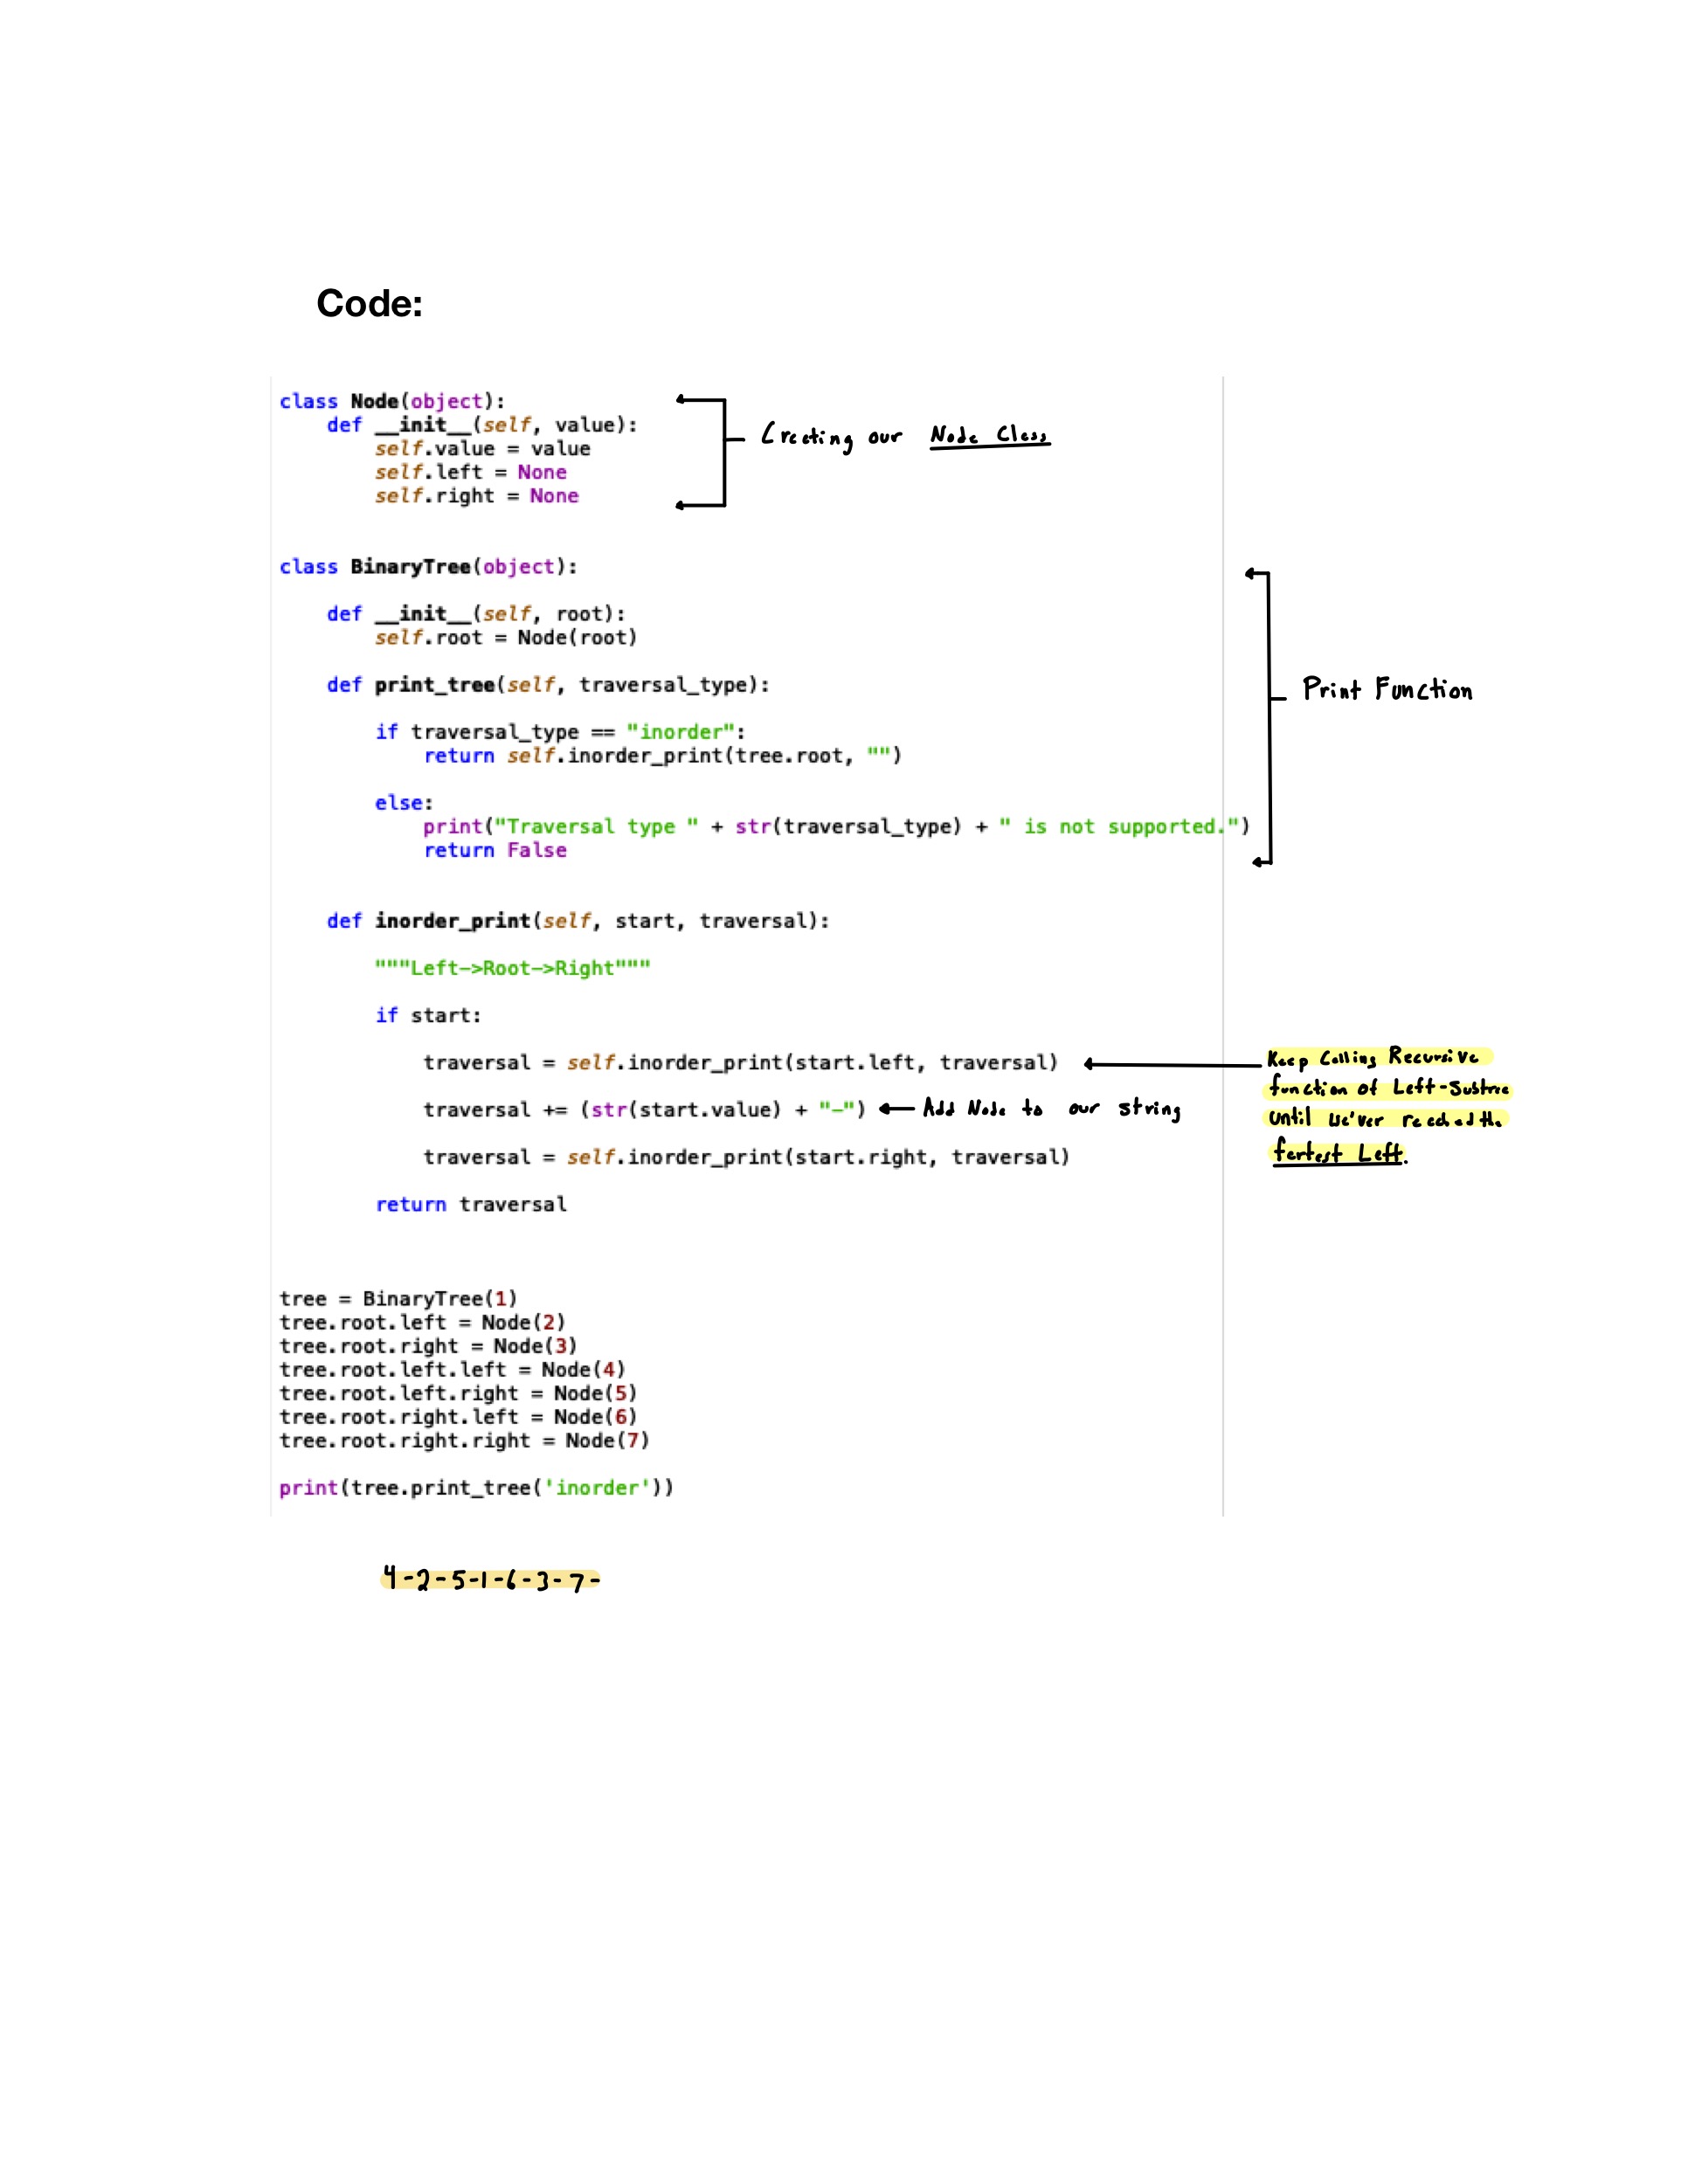 Code:
class Node(object):
def __init__(self, value):
self.value = value
self.left = None
self.right = None
Creating our Node Class
class BinaryTree(object):
def __init__(self, root):
self.root = Node(root)
def print_tree(self, traversal_type):
if traversal_type == "inorder":
return self.inorder_print(tree.root, "")
else:
print("Traversal type " + str(traversal_type) + " is not supported.")
return False
Print Function
def inorder_print(self, start, traversal):
"""Left->Root->Right"""
if start:
traversal = self.inorder_print(start.left, traversal)
traversal += (str(start.value) + "-")
Add Node to our string
traversal = self.inorder_print(start.right, traversal)
return traversal
Keep Calling Recursive
function of Left-Subtree
Until we'ver reached the
fartest Left.
tree = BinaryTree(1)
tree.root.left = Node(2)
tree.root.right = Node(3)
tree.root.left.left = Node(4)
tree.root.left.right = Node(5)
tree.root.right.left = Node(6)
tree.root.right.right = Node(7)
print(tree.print_tree('inorder'))
4-2-5-1-6-3-7-